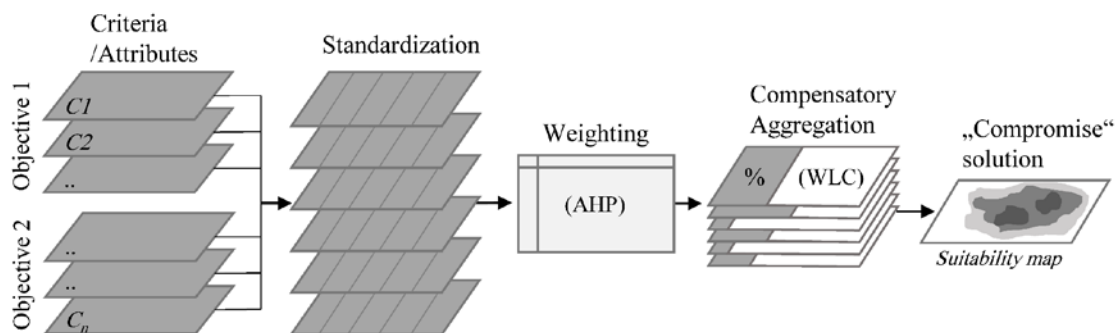 Criteria
/Attributes
Objective 1
C1
C2
..
Objective 2
..
..
Cn
Standardization
Weighting
(AHP)
Compensatory
Aggregation
% (WLC)
„Compromise“
solution
Suitability map